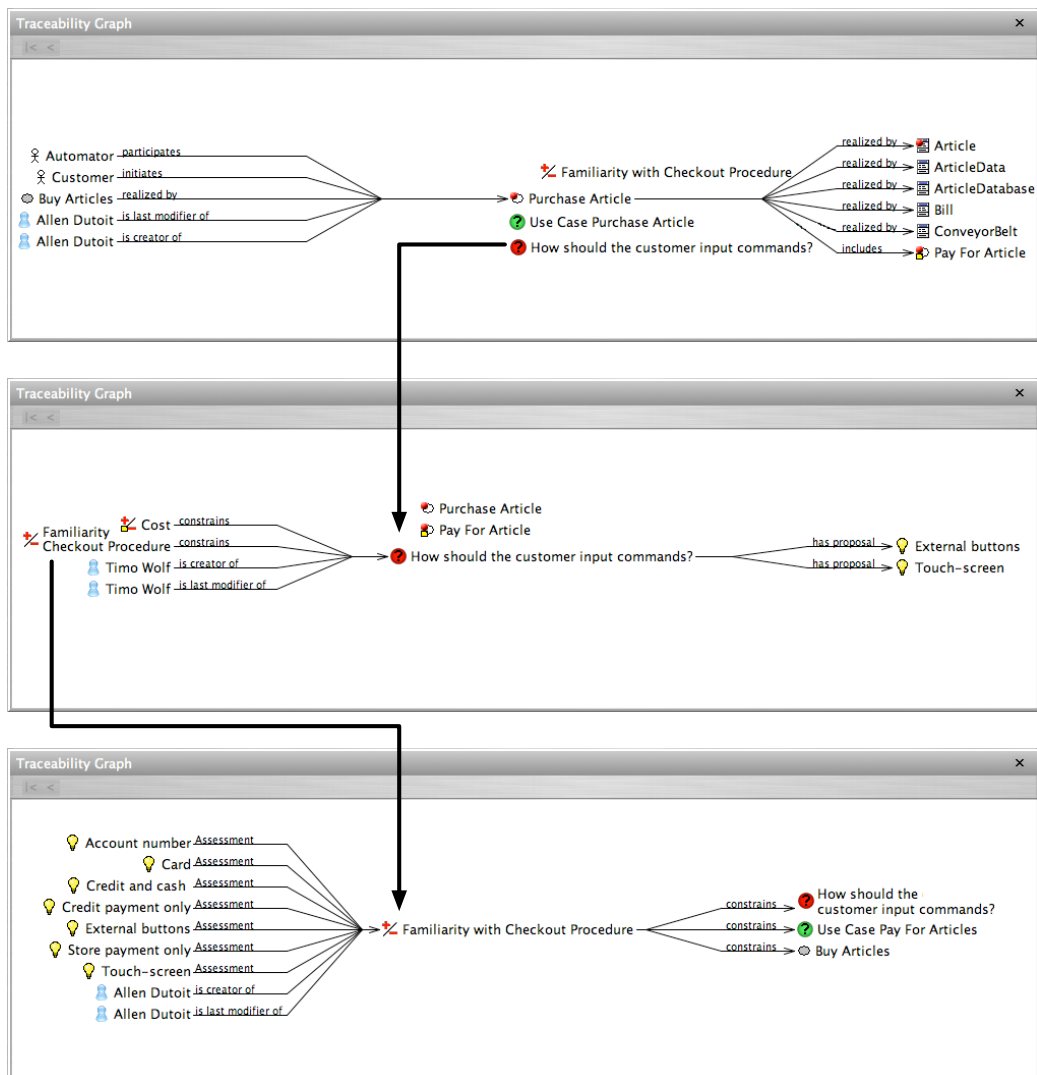 Traceability Graph ×
|< <
Automator participates
Customer initiates
Buy Articles realized by
Allen Dutoit is last modifier of
Allen Dutoit is creator of
Familiarity with Checkout Procedure
Purchase Article
Use Case Purchase Article
How should the customer input commands?
realized by Article
realized by ArticleData
realized by ArticleDatabase
realized by Bill
realized by ConveyorBelt
includes Pay For Article
Traceability Graph ×
|< <
Cost constrains
Familiarity
Checkout Procedure constrains
Timo Wolf is creator of
Timo Wolf is last modifier of
Purchase Article
Pay For Article
How should the customer input commands?
has proposal External buttons
has proposal Touch-screen
Traceability Graph ×
|< <
Account number Assessment
Card Assessment
Credit and cash Assessment
Credit payment only Assessment
External buttons Assessment
Store payment only Assessment
Touch-screen Assessment
Allen Dutoit is creator of
Allen Dutoit is last modifier of
Familiarity with Checkout Procedure
constrains How should the
customer input commands?
constrains Use Case Pay For Articles
constrains Buy Articles